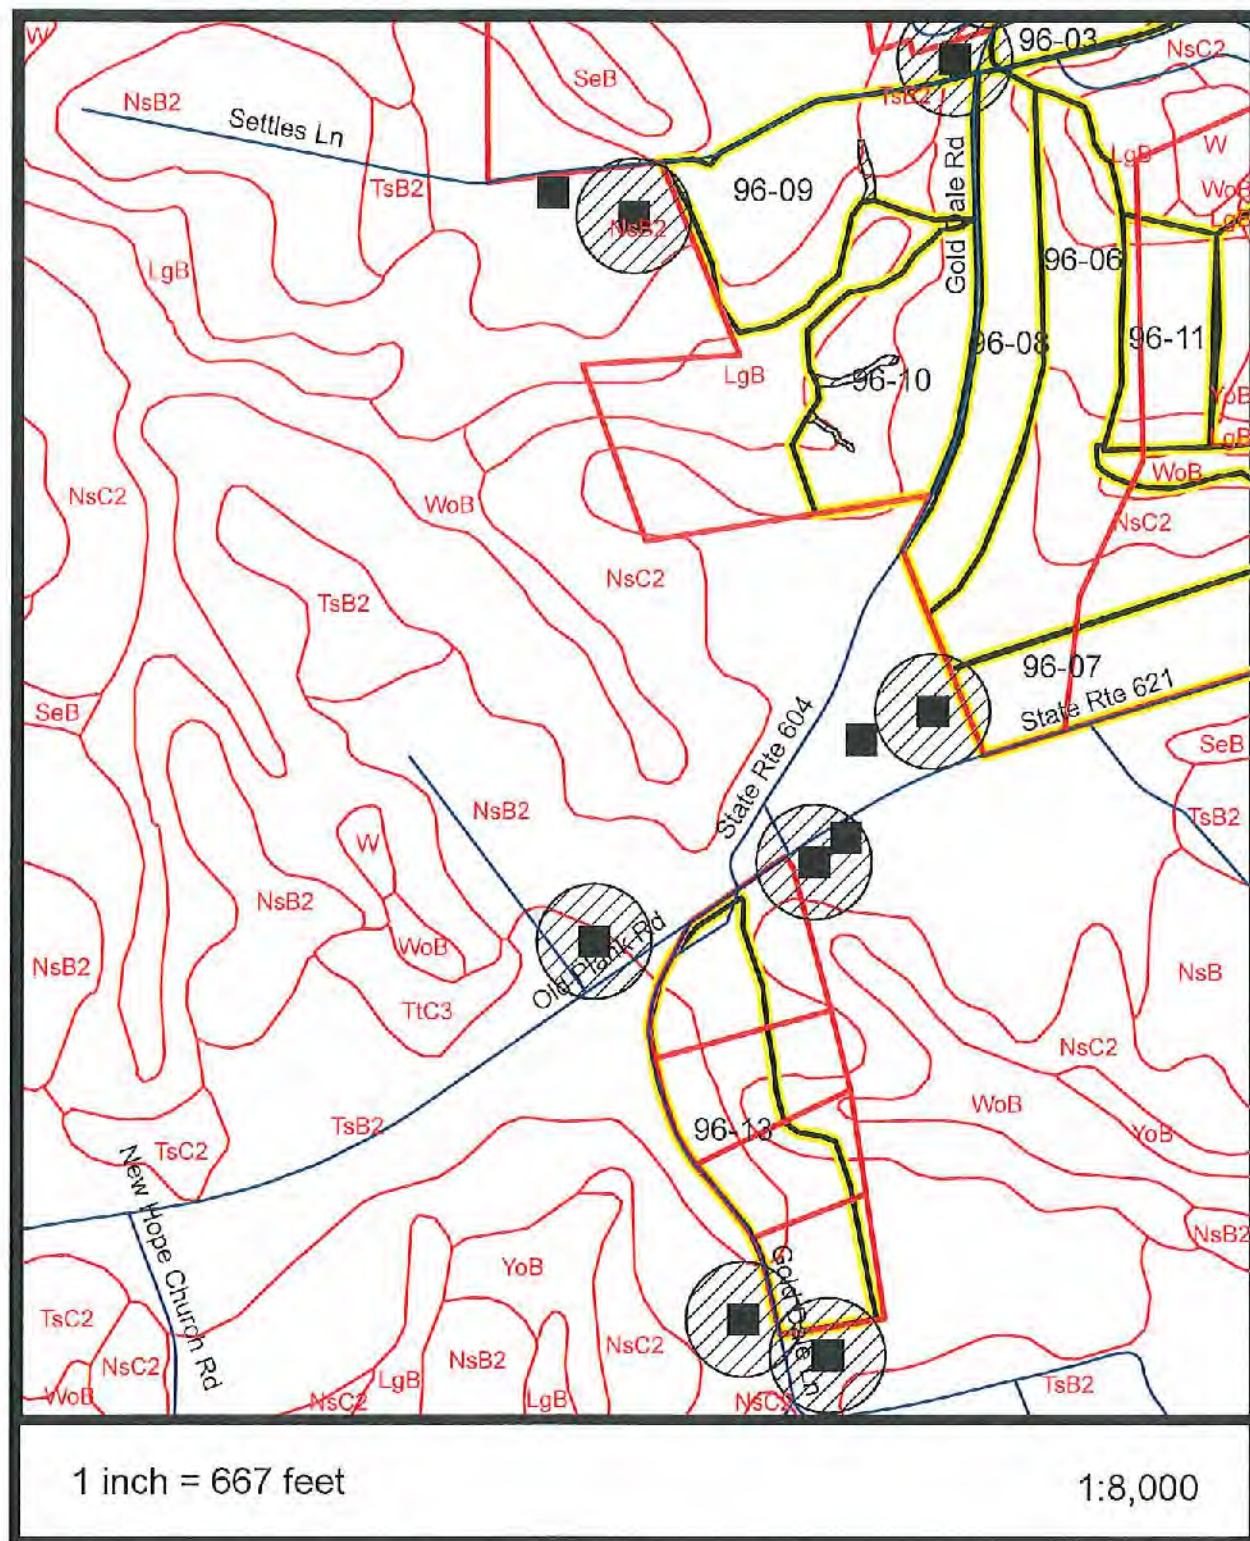 W
96-03
NsC2
SeB
NsB2
TsB2
Settles Ln
LgB
W
TsB2
96-09
WoB
NsB2
LgB
Gold Dale Rd
LgB
96-06
96-08
96-11
LgB
96-10
YoB
LgB
WoB
NsC2
WoB
NsC2
NsC2
TsB2
96-07
State Rte 621
SeB
State Rte 604
SeB
NsB2
TsB2
W
NsB2
WoB
NsB2
Old Plank Rd
NsB
TtC3
NsC2
WoB
TsB2
96-13
YoB
TsC2
New Hope Church Rd
NsB2
YoB
Gold Dale Ln
TsC2
NsC2
NsB2
NsC2
LgB
TsB2
WoB
NsC2
LgB
NsC2
1 inch = 667 feet
1:8,000